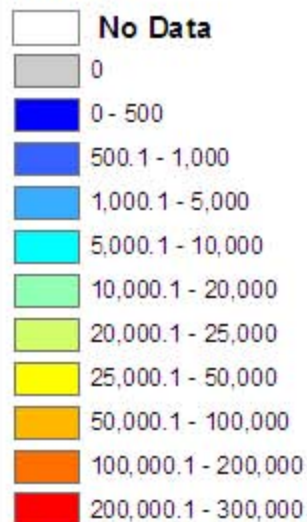 No Data
0
0 - 500
500.1 - 1,000
1,000.1 - 5,000
5,000.1 - 10,000
10,000.1 - 20,000
20,000.1 - 25,000
25,000.1 - 50,000
50,000.1 - 100,000
100,000.1 - 200,000
200,000.1 - 300,000